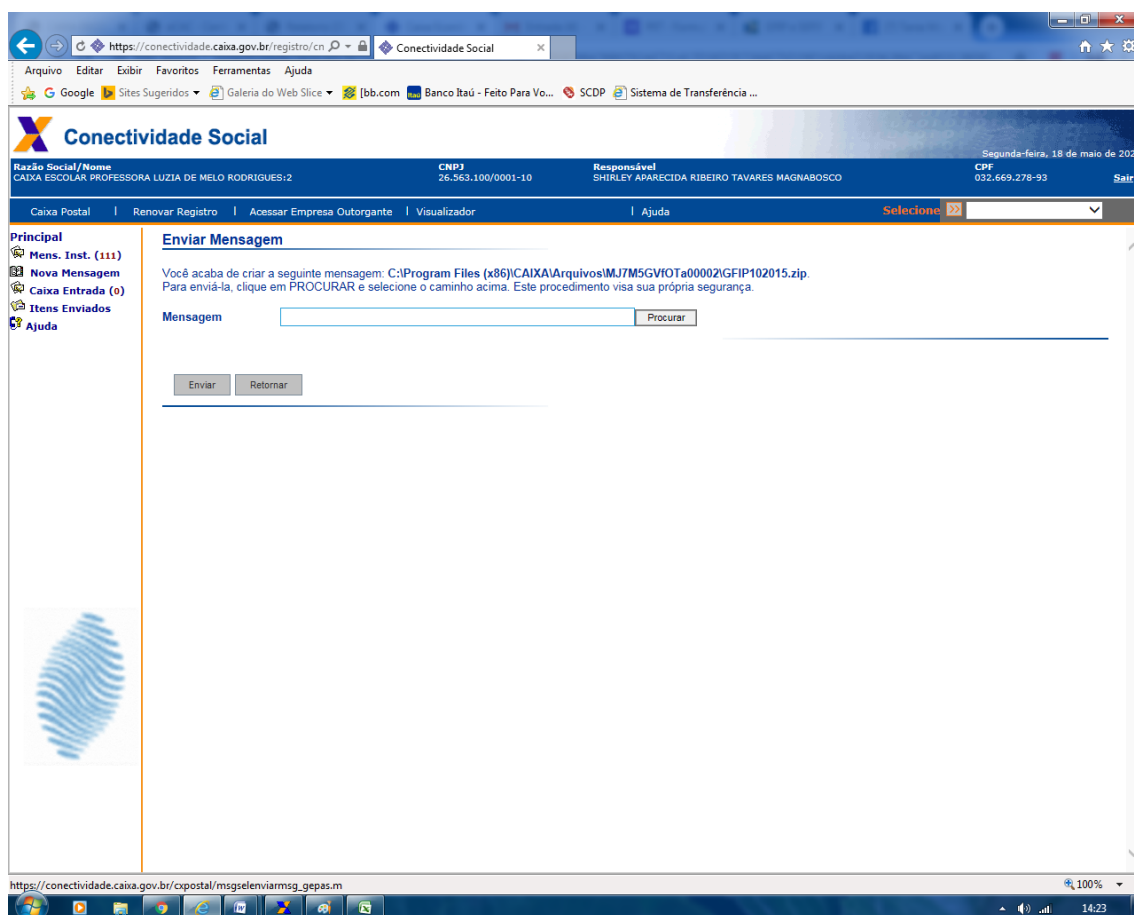 https://conectividade.caixa.gov.br/registro/cn
Conectividade Social
Arquivo Editar Exibir Favoritos Ferramentas Ajuda
Google Sites Sugeridos Galeria do Web Slice [bb.com Banco Itaú - Feito Para Vo... SCDP Sistema de Transferência ...
Conectividade Social
Segunda-feira, 18 de maio de 202
Razão Social/Nome CNPJ Responsável CPF
CAIXA ESCOLAR PROFESSORA LUZIA DE MELO RODRIGUES:2 26.563.100/0001-10 SHIRLEY APARECIDA RIBEIRO TAVARES MAGNABOSCO 032.669.278-93 Sair
Caixa Postal | Renovar Registro | Acessar Empresa Outorgante | Visualizador | Ajuda Selecione
Principal
Mens. Inst. (111)
Nova Mensagem
Caixa Entrada (0)
Itens Enviados
Ajuda
Enviar Mensagem
Você acaba de criar a seguinte mensagem: C:\Program Files (x86)\CAIXA\Arquivos\MJ7M5GVfOTa00002\GFIP102015.zip.
Para enviá-la, clique em PROCURAR e selecione o caminho acima. Este procedimento visa sua própria segurança.
Mensagem Procurar
Enviar Retornar
https://conectividade.caixa.gov.br/cxpostal/msgselenviarmsg_gepas.m
100%
14:23